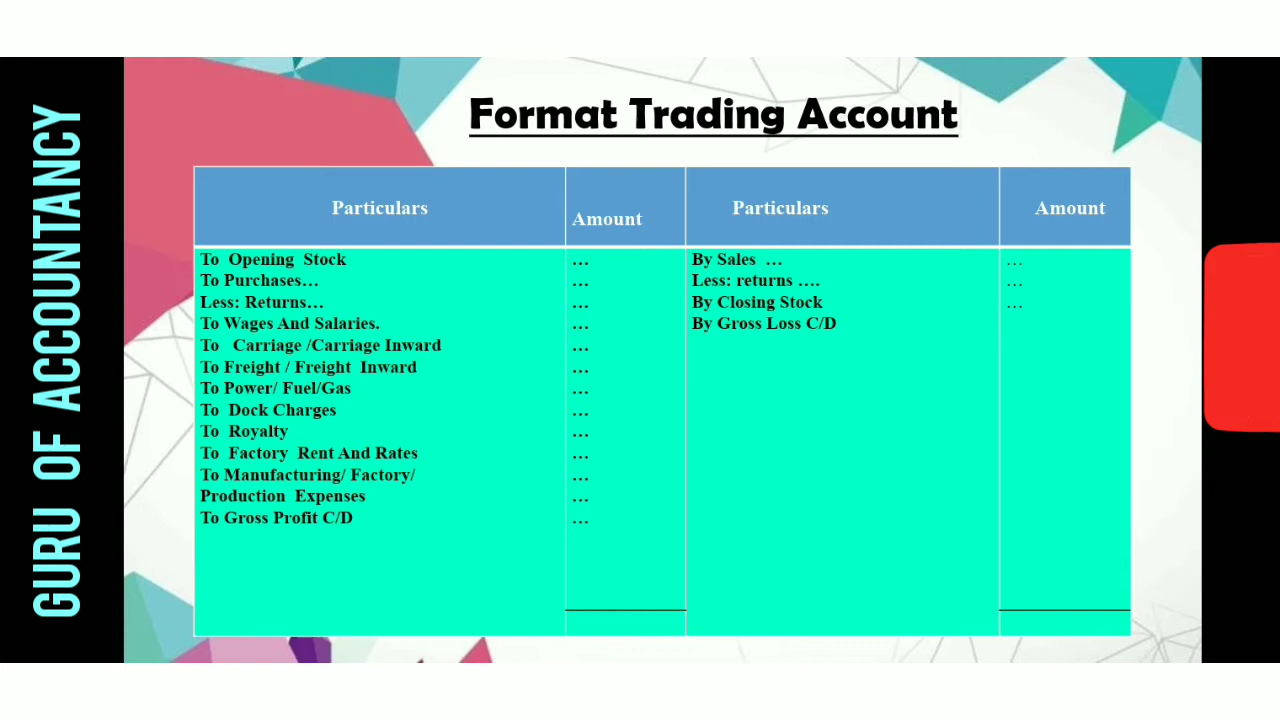 GURU OF ACCOUNTANCY
Format Trading Account
Particulars Amount Particulars Amount
To Opening Stock ... By Sales ... ...
To Purchases... ... Less: returns .... ...
Less: Returns... ... By Closing Stock ...
To Wages And Salaries. ... By Gross Loss C/D
To Carriage /Carriage Inward ...
To Freight / Freight Inward ...
To Power/ Fuel/Gas ...
To Dock Charges ...
To Royalty ...
To Factory Rent And Rates ...
To Manufacturing/ Factory/ ...
Production Expenses ...
To Gross Profit C/D ...